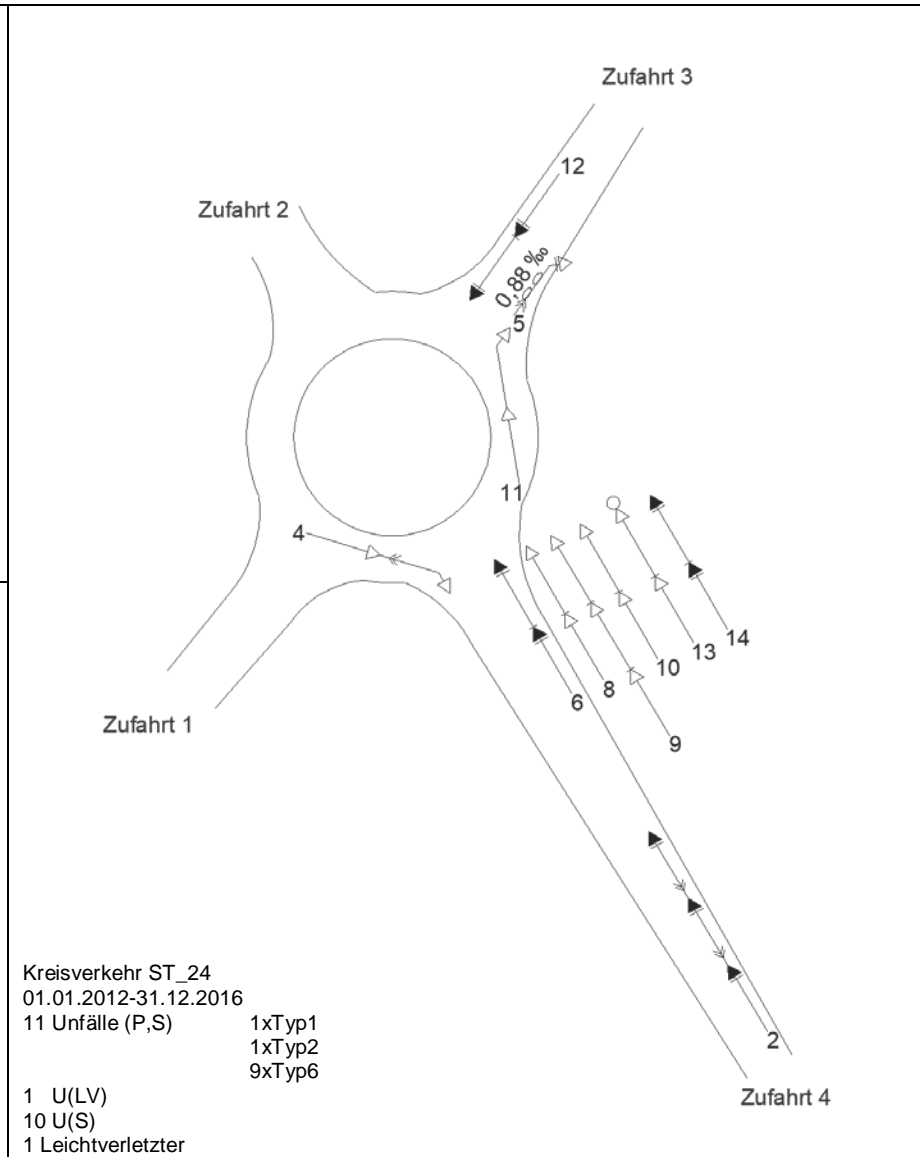 Zufahrt 3
12
Zufahrt 2
0,88 ‰
5
11
4
14
13
10
8
6
9
Zufahrt 1
2
Zufahrt 4
Kreisverkehr ST_24
01.01.2012-31.12.2016
11 Unfälle (P,S) 1xTyp1
1xTyp2
9xTyp6
1 U(LV)
10 U(S)
1 Leichtverletzter